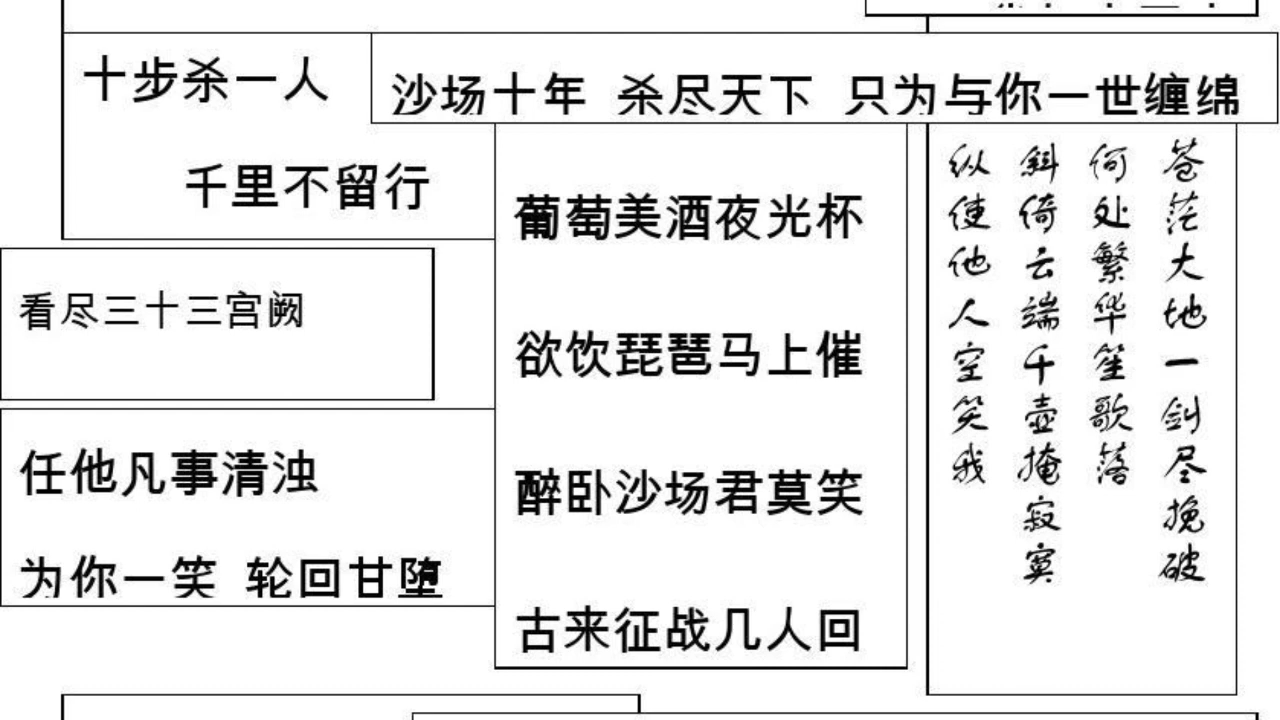 十步杀一人
千里不留行
沙场十年 杀尽天下 只为与你一世缠绵
看尽三十三宫阙
任他凡事清浊
为你一笑 轮回甘堕
葡萄美酒夜光杯
欲饮琵琶马上催
醉卧沙场君莫笑
古来征战几人回
苍茫大地一剑尽挽破
何处繁华笙歌落
斜倚云端千壶掩寂寞
纵使他人空笑我